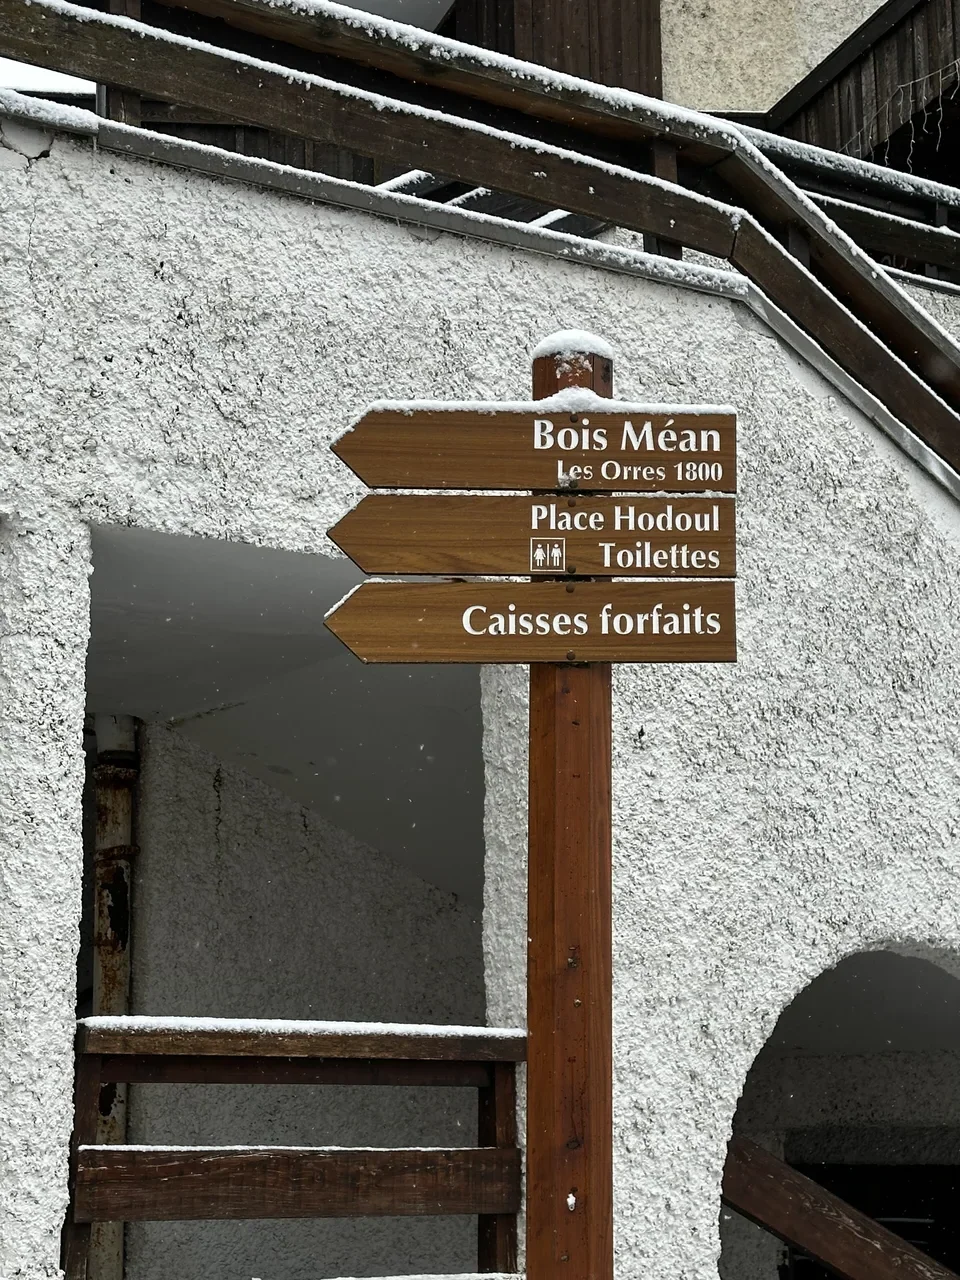 Bois Méan
Les Orres 1800
Place Hodoul
Toilettes
Caisses forfaits